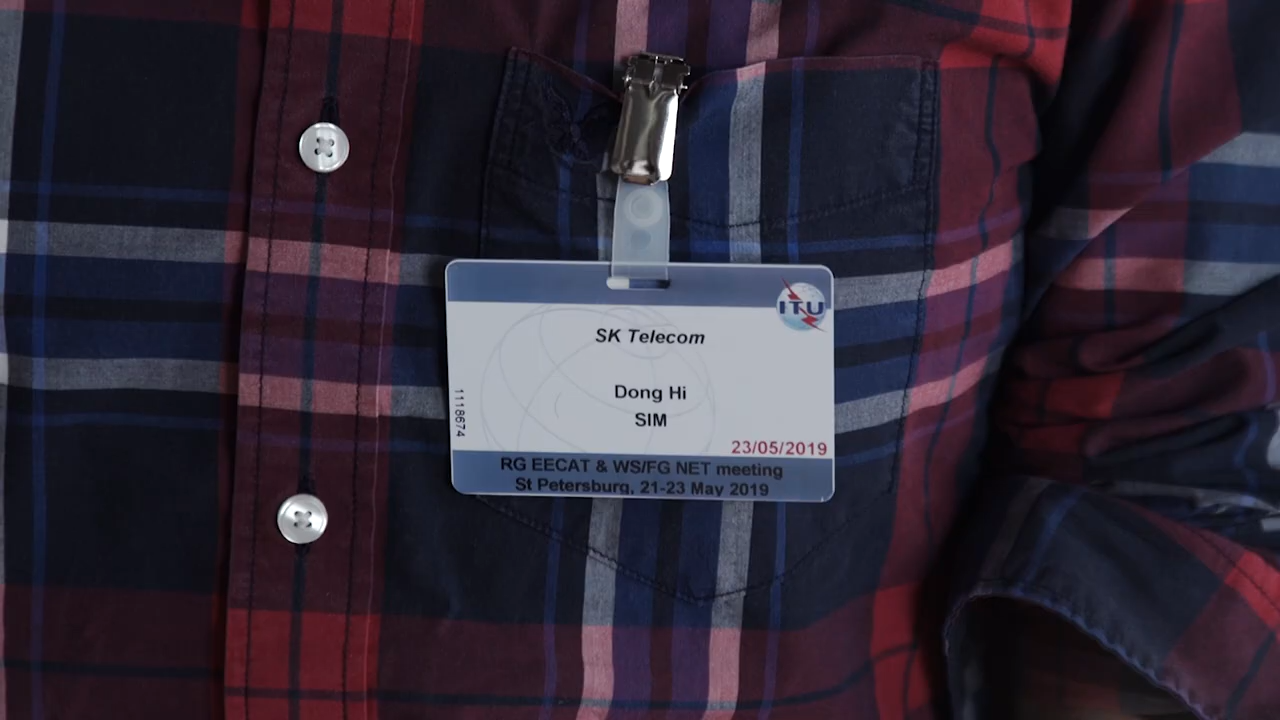 ITU
SK Telecom
Dong Hi
SIM
1118674
23/05/2019
RG EECAT & WS/FG NET meeting
St Petersburg, 21-23 May 2019